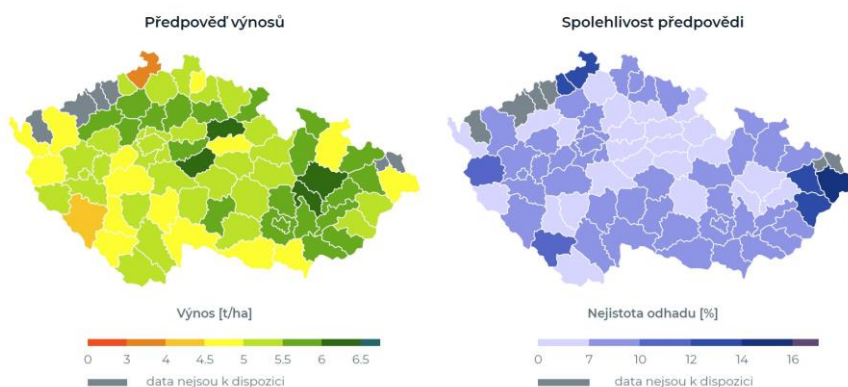 Předpověď výnosů
Spolehlivost předpovědi
Výnos [t/ha]
0 3 4 4.5 5 5.5 6 6.5
data nejsou k dispozici
Nejistota odhadu [%]
0 7 10 12 14 16
data nejsou k dispozici